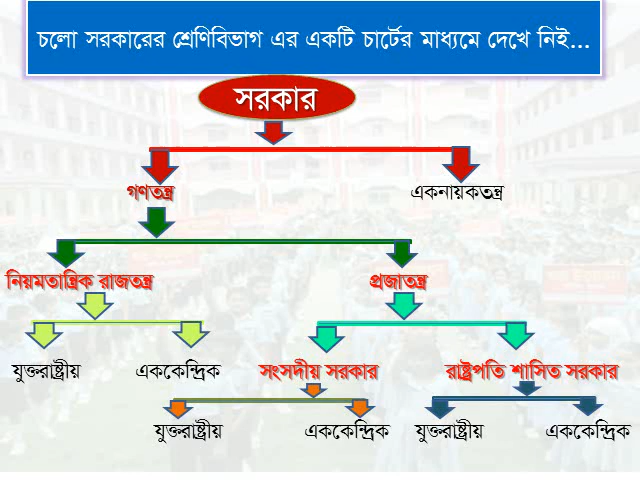 চলো সরকারের শ্রেণিবিভাগ এর একটি চার্টের মাধ্যমে দেখে নিই...
সরকার
গণতন্ত্র একনায়কতন্ত্র
নিয়মতান্ত্রিক রাজতন্ত্র প্রজাতন্ত্র
যুক্তরাষ্ট্রীয় এককেন্দ্রিক সংসদীয় সরকার রাষ্ট্রপতি শাসিত সরকার
যুক্তরাষ্ট্রীয় এককেন্দ্রিক যুক্তরাষ্ট্রীয় এককেন্দ্রিক